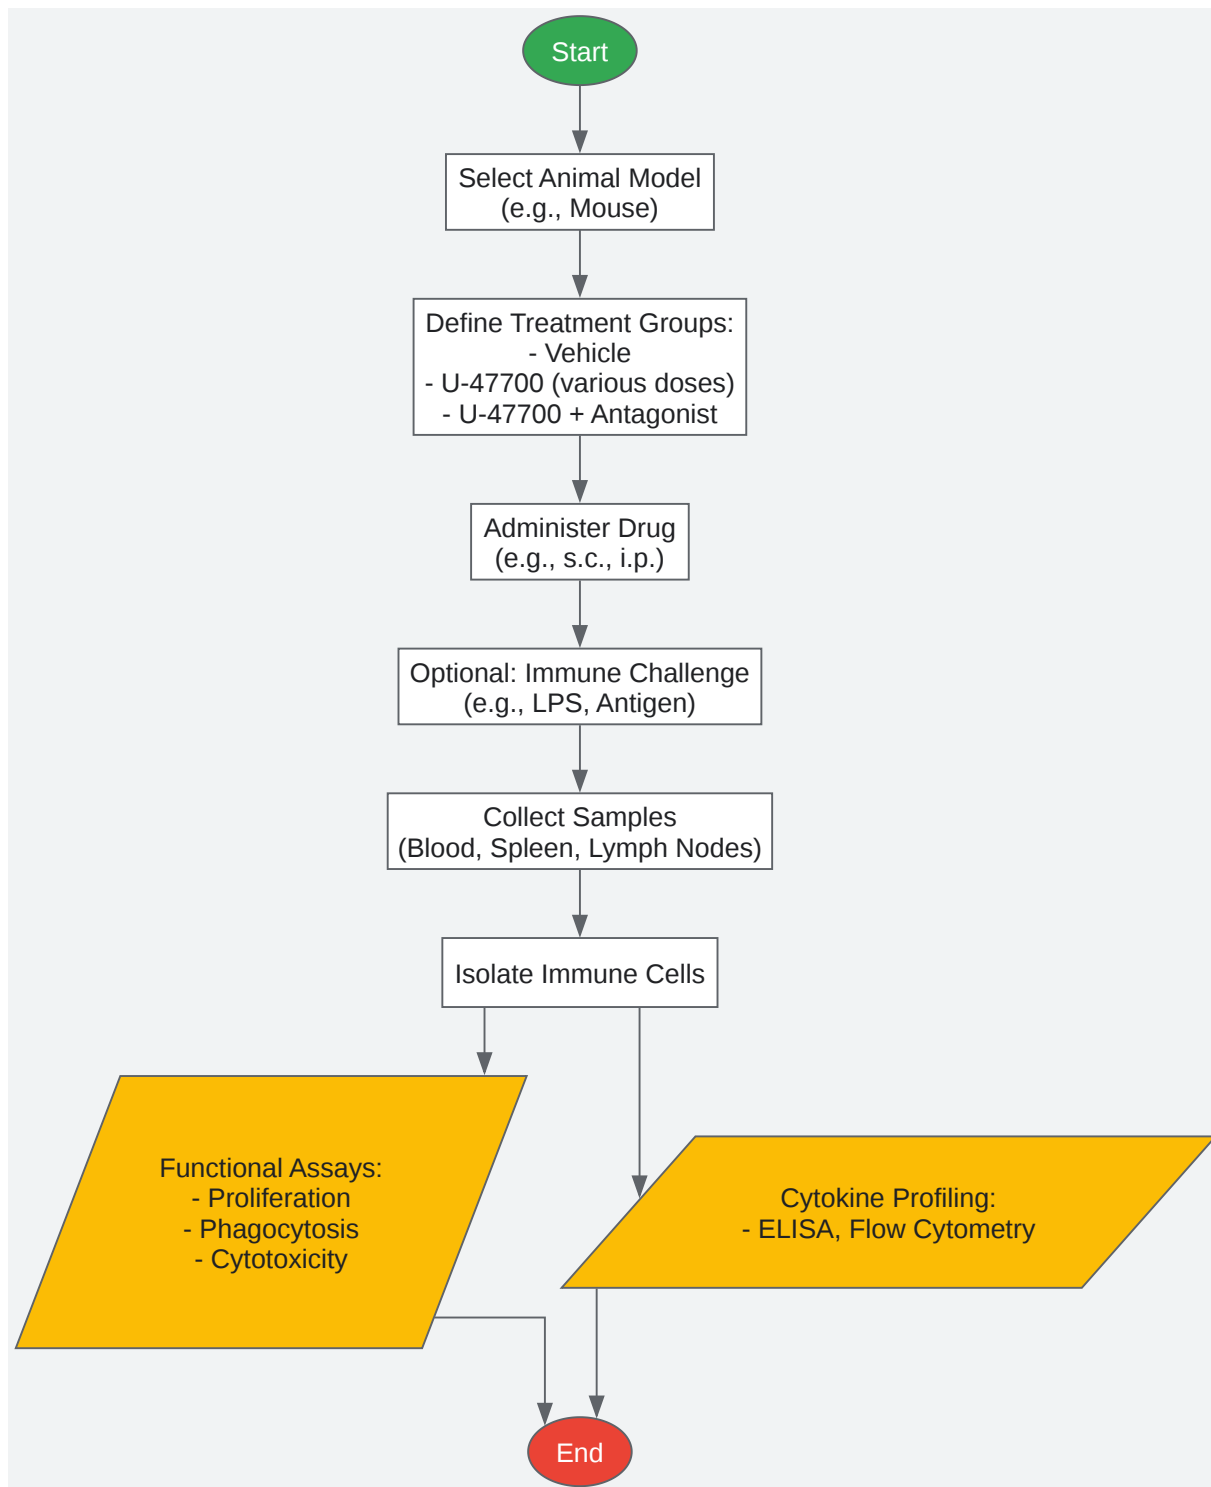 Start
Select Animal Model
(e.g., Mouse)
Define Treatment Groups:
- Vehicle
- U-47700 (various doses)
- U-47700 + Antagonist
Administer Drug
(e.g., s.c., i.p.)
Optional: Immune Challenge
(e.g., LPS, Antigen)
Collect Samples
(Blood, Spleen, Lymph Nodes)
Isolate Immune Cells
Functional Assays:
- Proliferation
- Phagocytosis
- Cytotoxicity
Cytokine Profiling:
- ELISA, Flow Cytometry
End